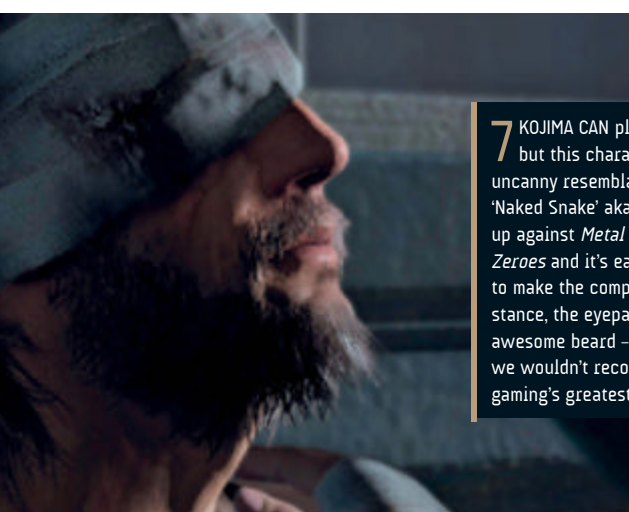 7 KOJIMA CAN pl
but this chara
uncanny resembla
'Naked Snake' aka
up against Metal
Zeroes and it's ea
to make the comp
stance, the eyepa
awesome beard –
we wouldn't reco
gaming's greatest